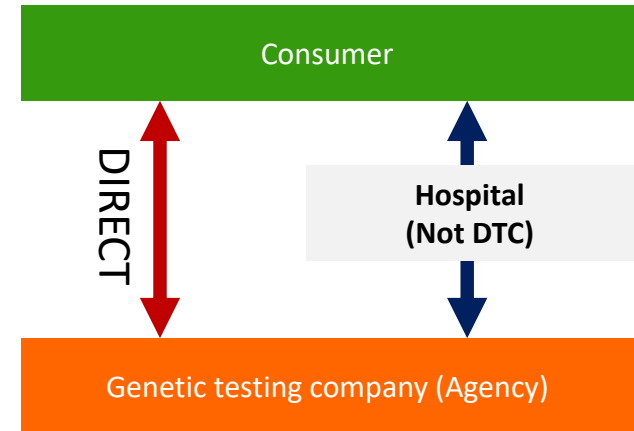 Consumer
DIRECT
Hospital
(Not DTC)
Genetic testing company (Agency)